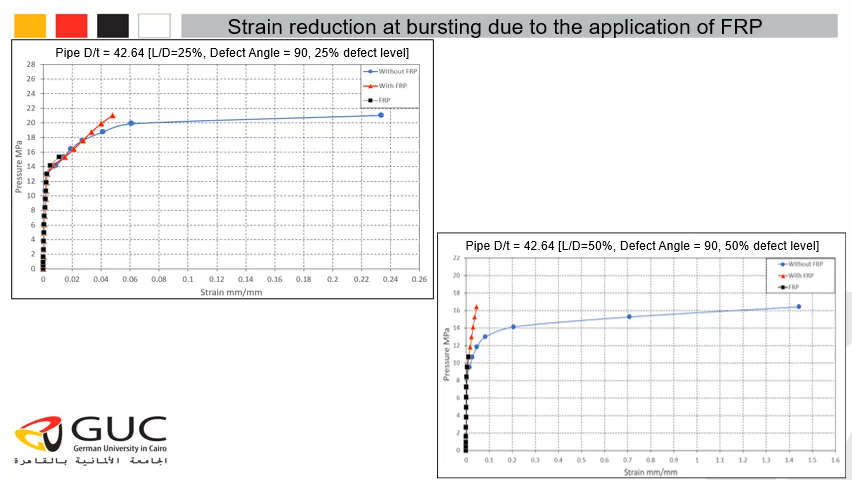 Strain reduction at bursting due to the application of FRP
Pipe D/t = 42.64 [L/D=25%, Defect Angle = 90, 25% defect level]
28
26
24
22
20
18
16
14
12
10
8
6
4
2
0
Pressure MPa
Without FRP
With FRP
FRP
0 0.02 0.04 0.06 0.08 0.1 0.12 0.14 0.16 0.18 0.2 0.22 0.24 0.26
Strain mm/mm
Pipe D/t = 42.64 [L/D=50%, Defect Angle = 90, 50% defect level]
22
20
18
16
14
12
10
8
6
4
2
0
Pressure MPa
Without FRP
With FRP
FRP
0 0.1 0.2 0.3 0.4 0.5 0.6 0.7 0.8 0.9 1 1.1 1.2 1.3 1.4 1.5 1.6
Strain mm/mm
GUC
German University in Cairo
الجامعة الألمانية بالقاهرة